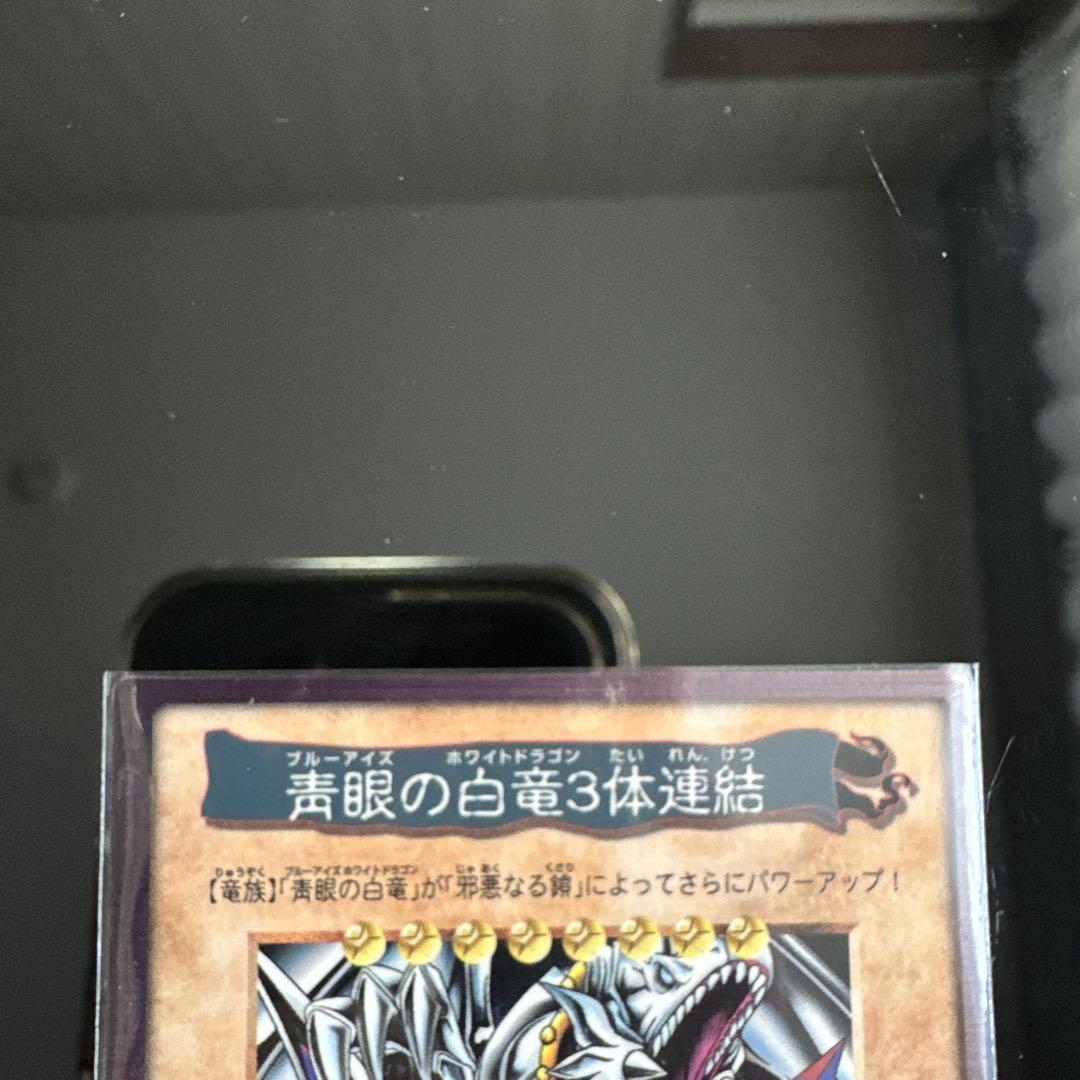 ブルーアイズ ホワイトドラゴン たい れん けつ
青眼の白竜3体連結
りゅうぞく ブルーアイズホワイトドラゴン じゃあく くさり
【竜族】「青眼の白竜」が「邪悪なる鎖」によってさらにパワーアップ！